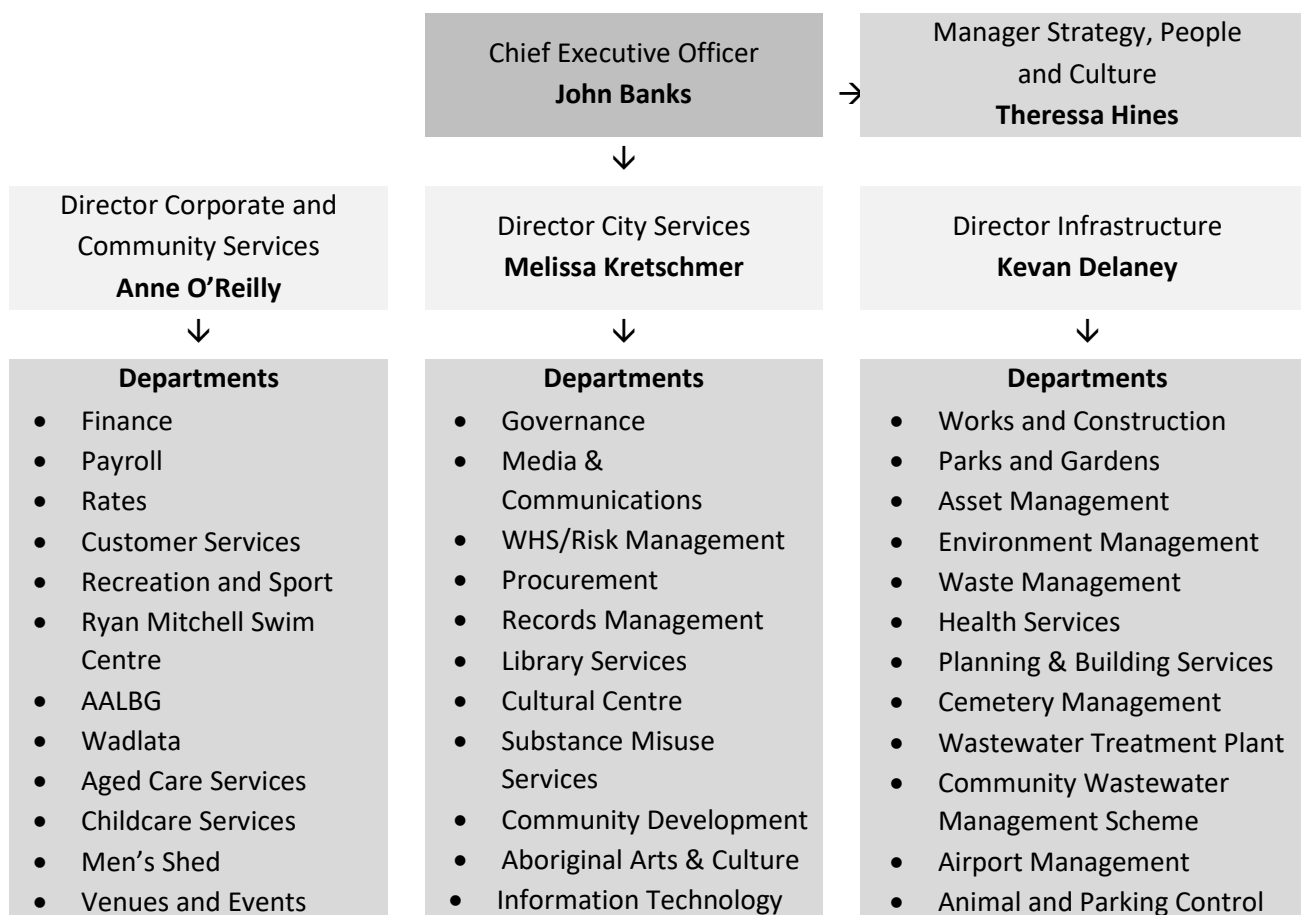 Chief Executive Officer
John Banks
→
Manager Strategy, People
and Culture
Theressa Hines
↓
Director Corporate and
Community Services
Anne O’Reilly
↓
Director City Services
Melissa Kretschmer
↓
Director Infrastructure
Kevan Delaney
↓
Departments
• Finance
• Payroll
• Rates
• Customer Services
• Recreation and Sport
• Ryan Mitchell Swim
Centre
• AALBG
• Wadlata
• Aged Care Services
• Childcare Services
• Men’s Shed
• Venues and Events
Departments
• Governance
• Media &
Communications
• WHS/Risk Management
• Procurement
• Records Management
• Library Services
• Cultural Centre
• Substance Misuse
Services
• Community Development
• Aboriginal Arts & Culture
• Information Technology
Departments
• Works and Construction
• Parks and Gardens
• Asset Management
• Environment Management
• Waste Management
• Health Services
• Planning & Building Services
• Cemetery Management
• Wastewater Treatment Plant
• Community Wastewater
Management Scheme
• Airport Management
• Animal and Parking Control